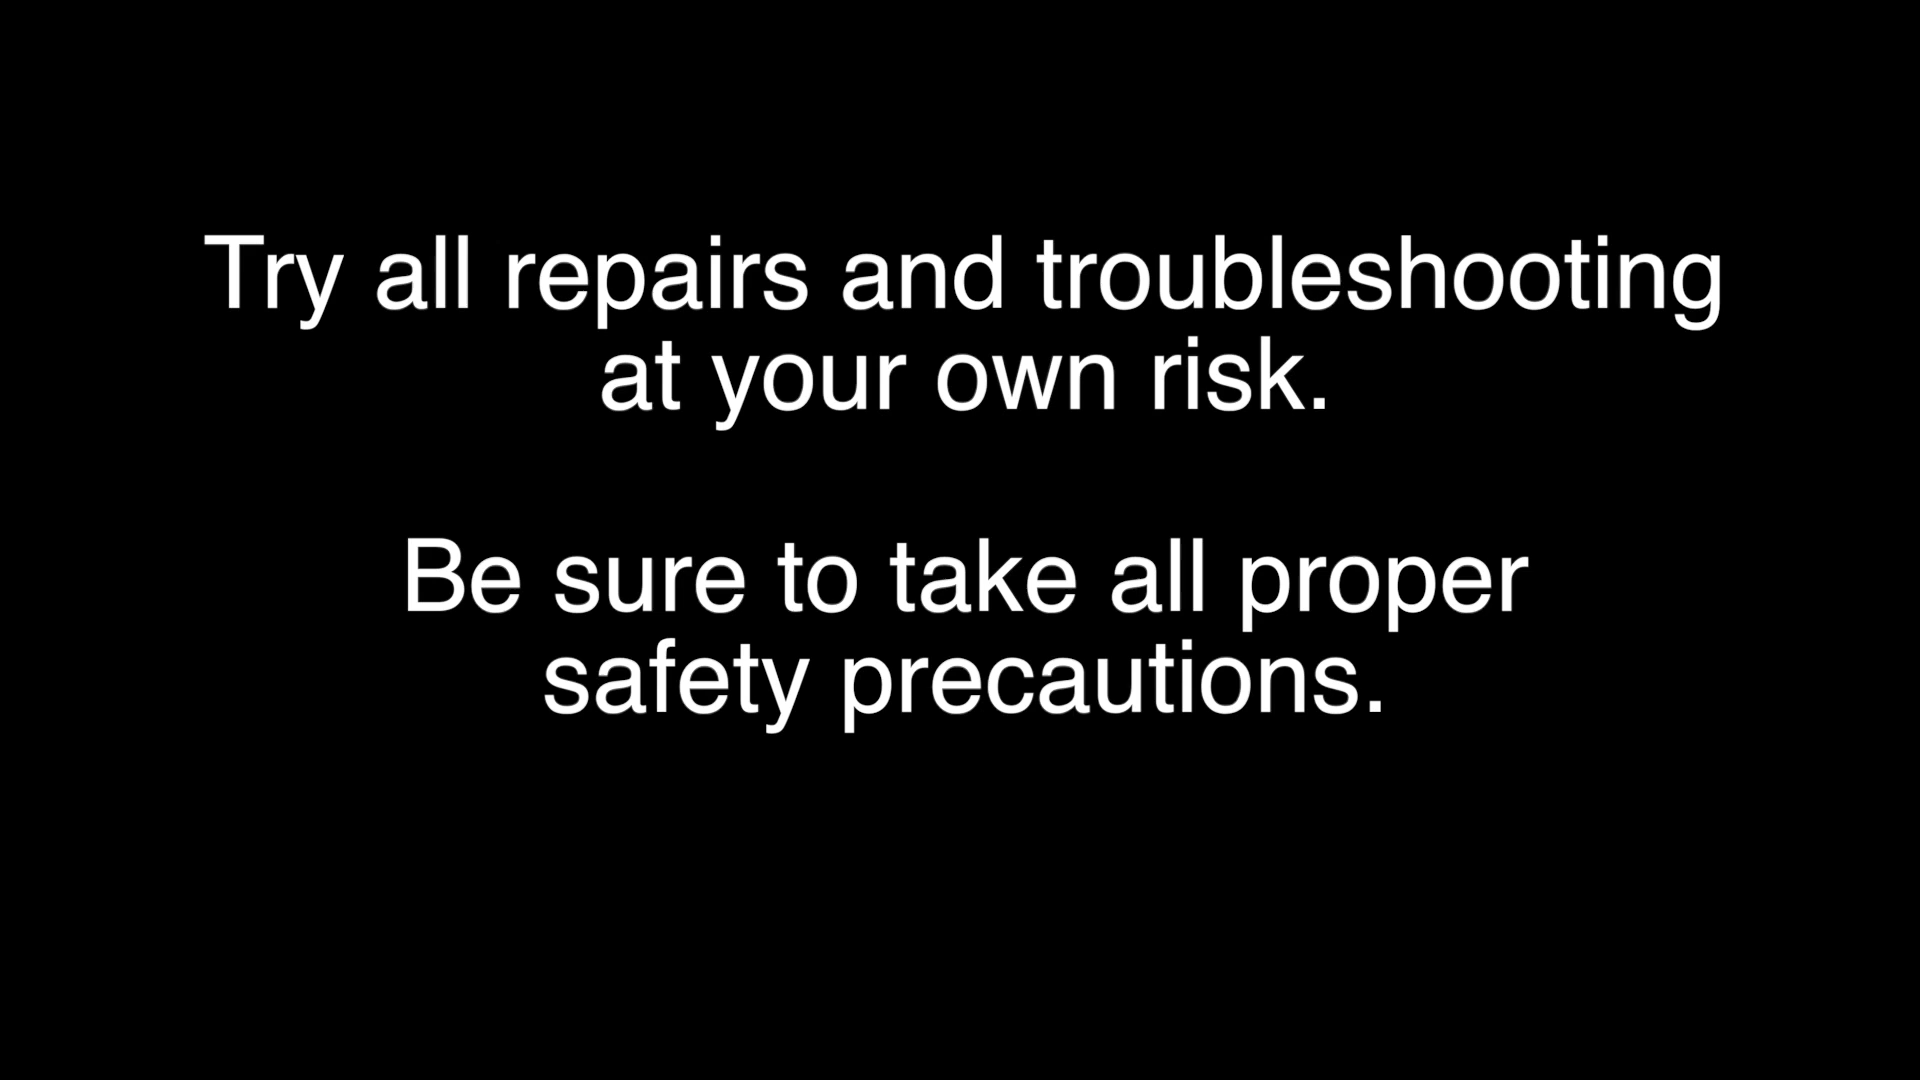 Try all repairs and troubleshooting
at your own risk.
Be sure to take all proper
safety precautions.